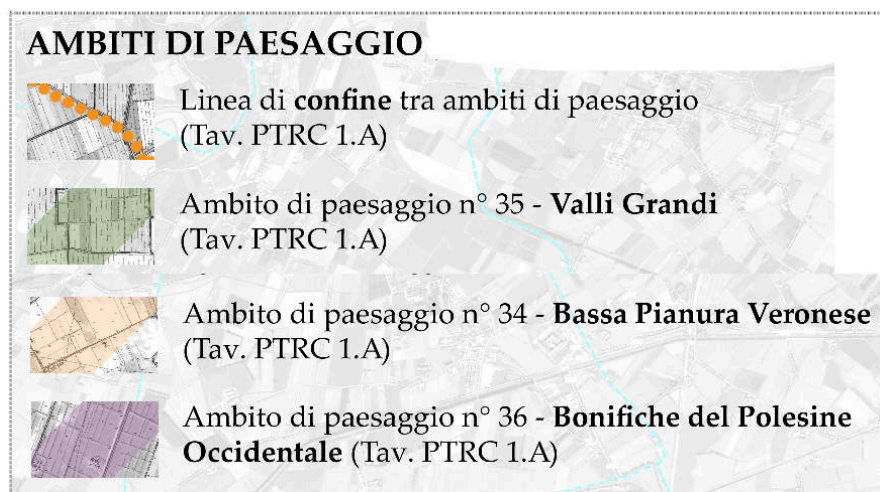 AMBITI DI PAESAGGIO
Linea di confine tra ambiti di paesaggio
(Tav. PTRC 1.A)
Ambito di paesaggio n° 35 - Valli Grandi
(Tav. PTRC 1.A)
Ambito di paesaggio n° 34 - Bassa Pianura Veronese
(Tav. PTRC 1.A)
Ambito di paesaggio n° 36 - Bonifiche del Polesine
Occidentale (Tav. PTRC 1.A)